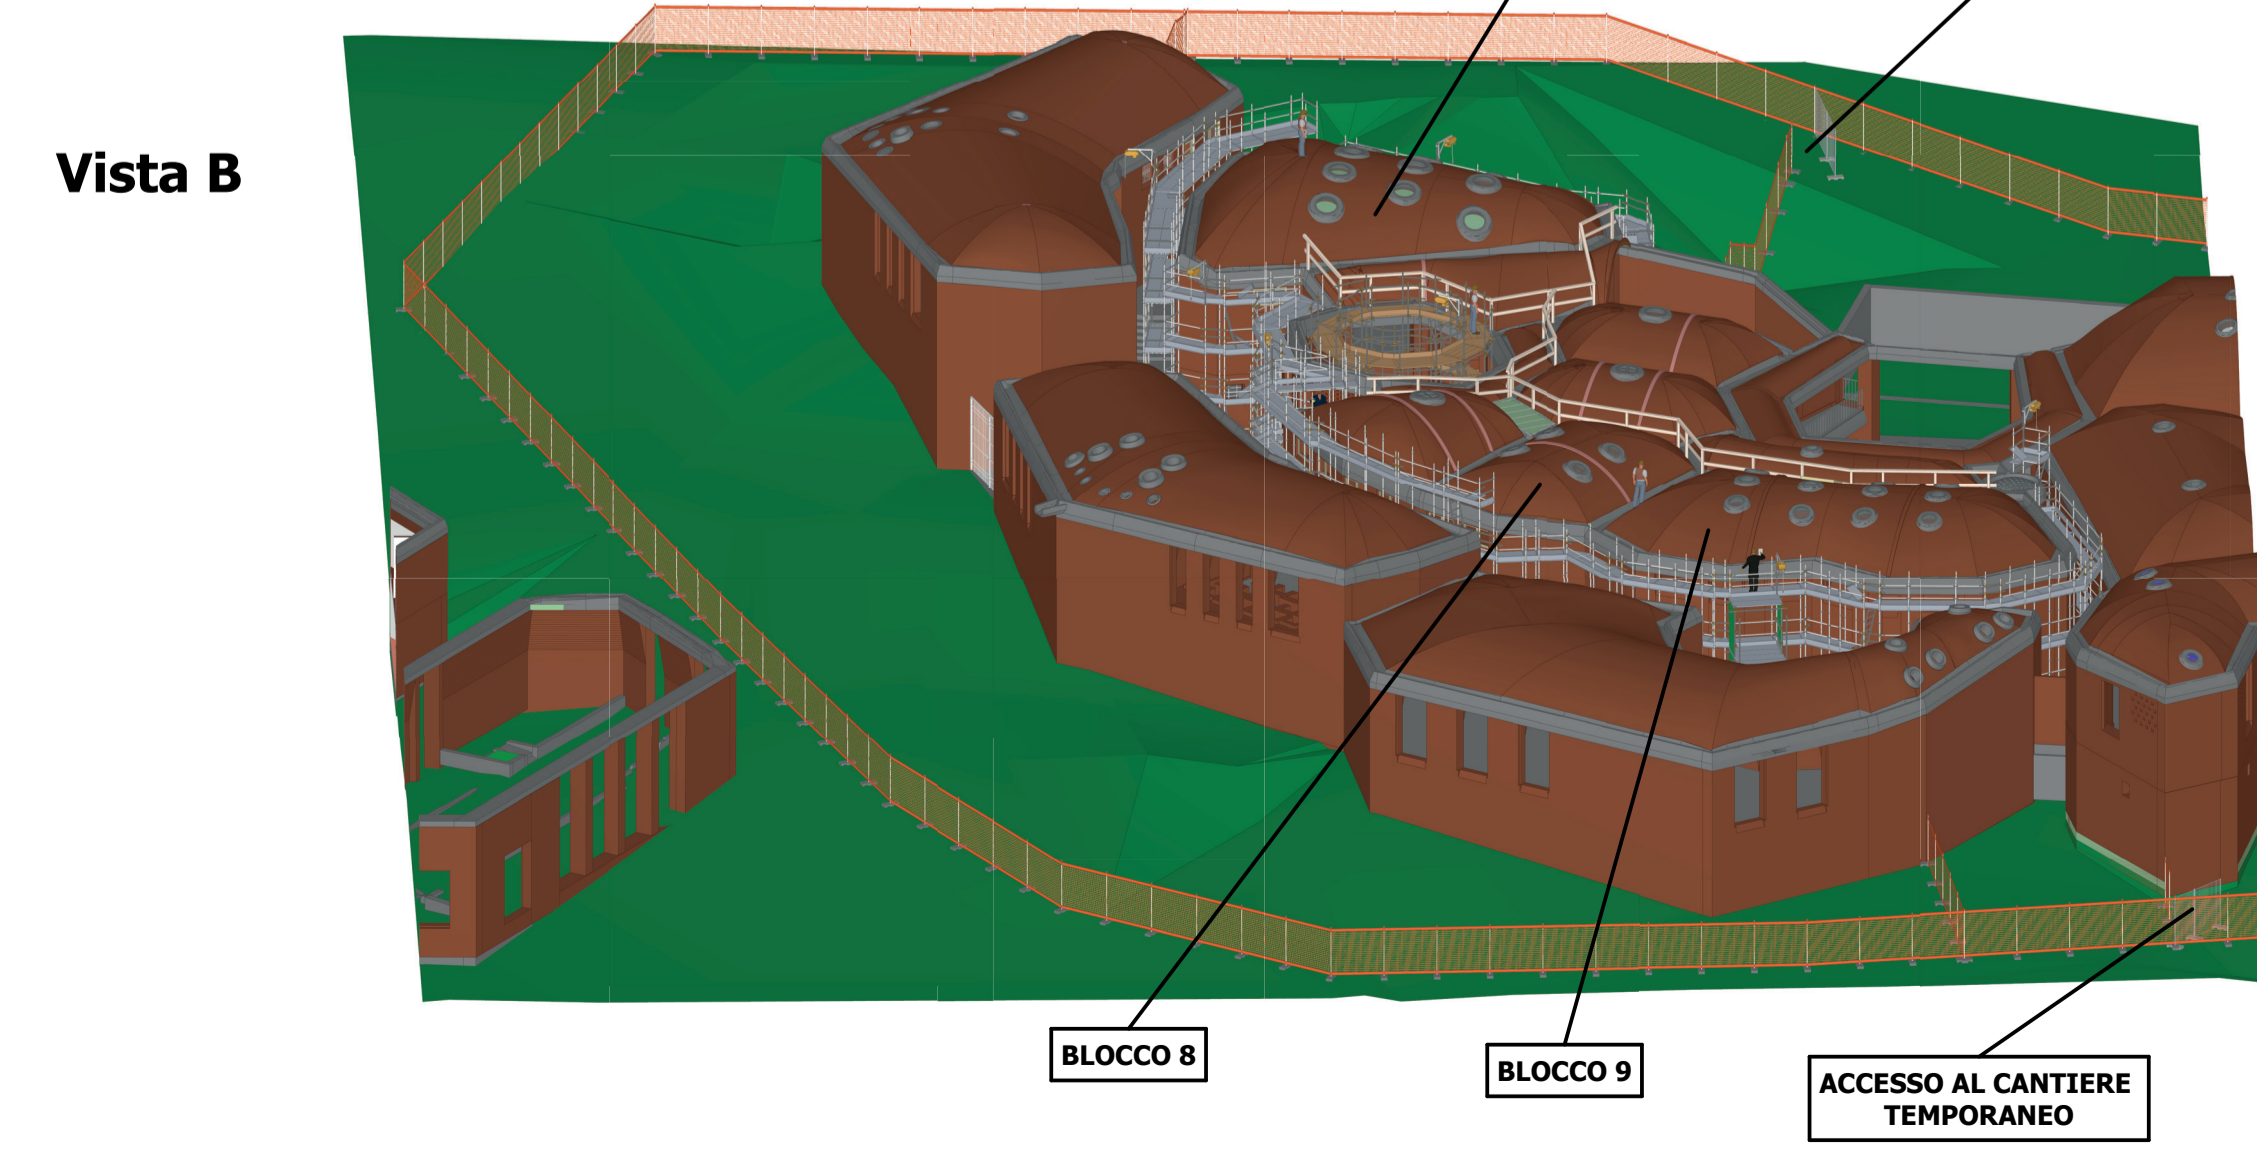 Vista B
BLOCCO 8
BLOCCO 9
ACCESSO AL CANTIERE
TEMPORANEO